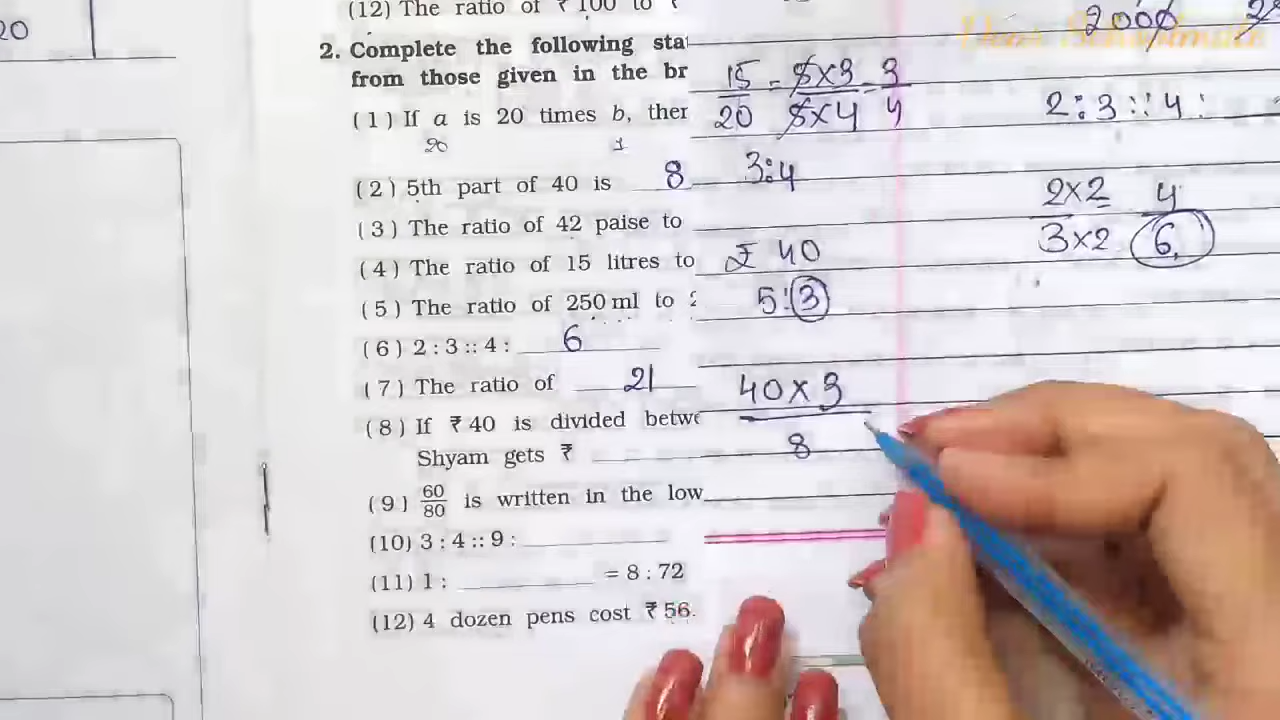 (12) The ratio of ₹ 100 to ₹
20
2. Complete the following
from those given in the
(1) If a is 20 times b,
20 1
(2) 5th part of 40 is 8
(3) The ratio of 42 paise to
(4) The ratio of 15 litres to
(5) The ratio of 250 ml to
(6) 2 : 3 :: 4 : 6
(7) The ratio of 21
(8) If ₹ 40 is divided
Shyam gets ₹
(9) 60/80 is written in the
(10) 3 : 4 :: 9 :
(11) 1 : = 8 : 72
(12) 4 dozen pens cost ₹ 56.
15/20 = 5×3/5×4 = 3/4
3:4
₹ 40
5:3
40 × 3
8
2000
2:3::4:
2×2 4
3×2 6